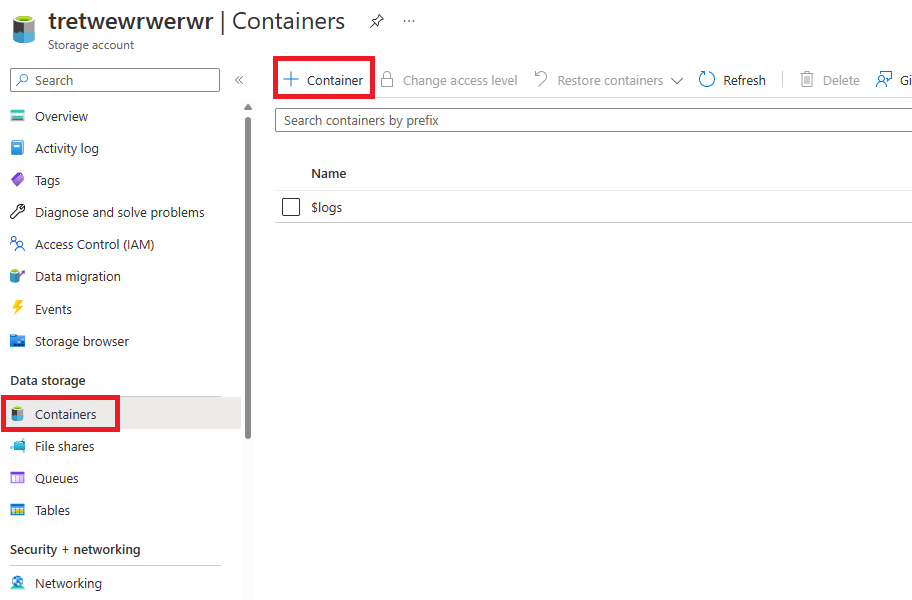 tretwewrwerwr | Containers
Storage account
Search
Overview
Activity log
Tags
Diagnose and solve problems
Access Control (IAM)
Data migration
Events
Storage browser
Data storage
Containers
File shares
Queues
Tables
Security + networking
Networking
Container Change access level Restore containers Refresh Delete Gi
Search containers by prefix
Name
$logs